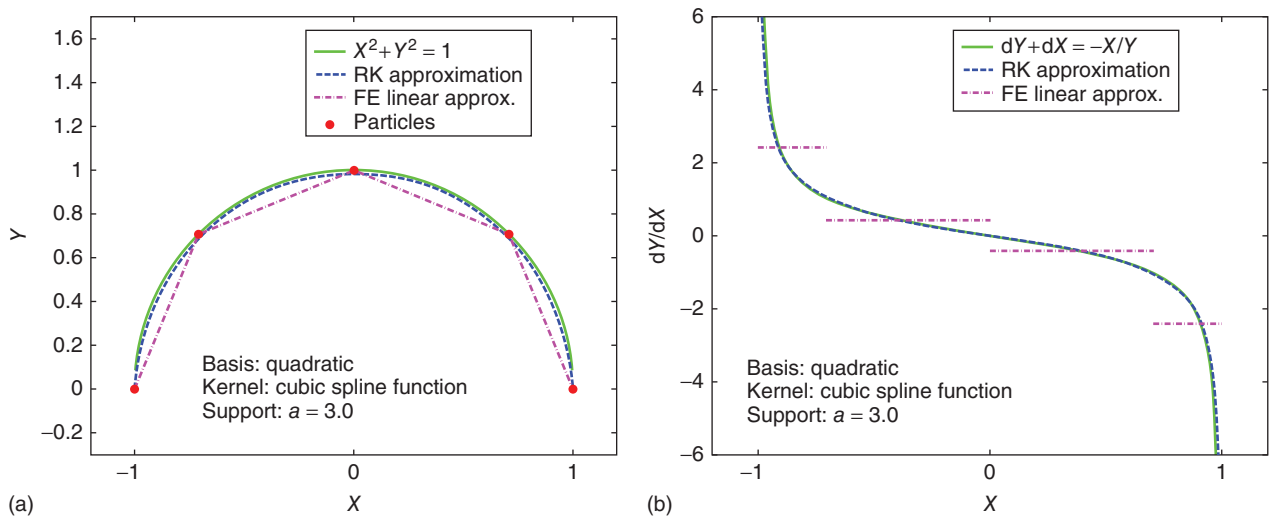 1.6
1.4
1.2
1
0.8
0.6
0.4
0.2
0
−0.2
Y
X²+Y² = 1
RK approximation
FE linear approx.
Particles
Basis: quadratic
Kernel: cubic spline function
Support: a = 3.0
−1
0
1
(a)
X
6
4
2
0
−2
−4
−6
dY/dX
dY+dX = −X/Y
RK approximation
FE linear approx.
Basis: quadratic
Kernel: cubic spline function
Support: a = 3.0
−1
0
1
(b)
X